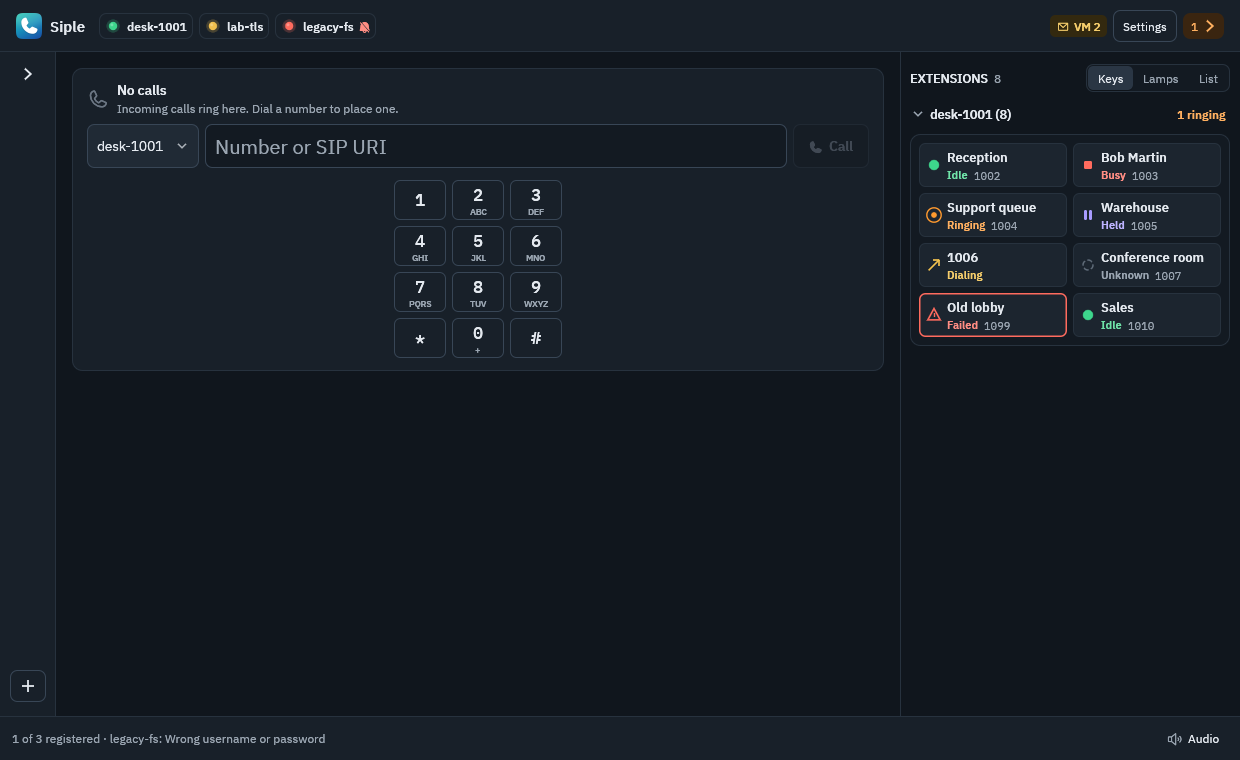 Siple
desk-1001
lab-tls
legacy-fs
VM 2
Settings
1
No calls
Incoming calls ring here. Dial a number to place one.
desk-1001
Number or SIP URI
Call
1
2
ABC
3
DEF
4
GHI
5
JKL
6
MNO
7
PQRS
8
TUV
9
WXYZ
*
0
+
#
EXTENSIONS 8
Keys
Lamps
List
desk-1001 (8)
1 ringing
Reception
Idle 1002
Bob Martin
Busy 1003
Support queue
Ringing 1004
Warehouse
Held 1005
1006
Dialing
Conference room
Unknown 1007
Old lobby
Failed 1099
Sales
Idle 1010
1 of 3 registered · legacy-fs: Wrong username or password
Audio